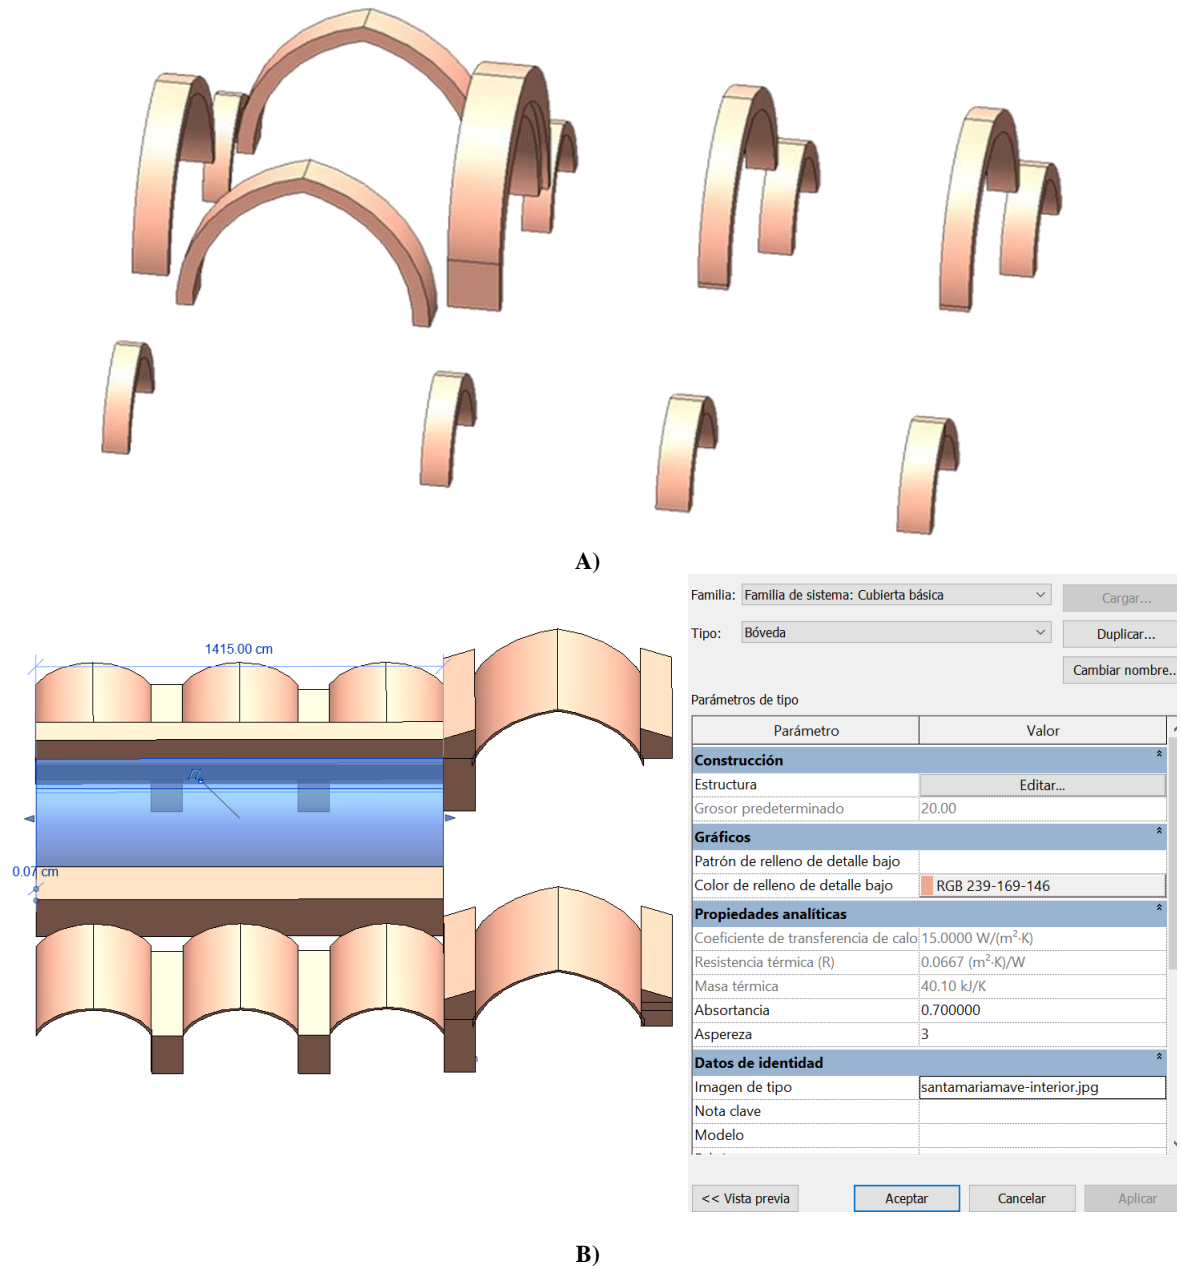 A)
1415.00 cm
0.07 cm
Familia: Familia de sistema: Cubierta básica Cargar...
Tipo: Bóveda Duplicar...
Cambiar nombre...
Parámetros de tipo
Parámetro Valor
Construcción
Estructura Editar...
Grosor predeterminado 20.00
Gráficos
Patrón de relleno de detalle bajo
Color de relleno de detalle bajo RGB 239-169-146
Propiedades analíticas
Coeficiente de transferencia de calo 15.0000 W/(m²·K)
Resistencia térmica (R) 0.0667 (m²·K)/W
Masa térmica 40.10 kJ/K
Absortancia 0.700000
Aspereza 3
Datos de identidad
Imagen de tipo santamariamave-interior.jpg
Nota clave
Modelo
<< Vista previa Aceptar Cancelar Aplicar
B)